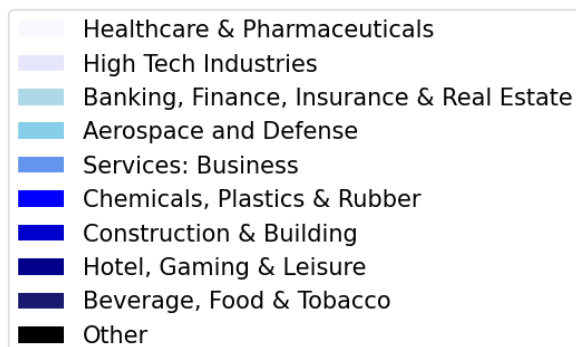 Healthcare & Pharmaceuticals
High Tech Industries
Banking, Finance, Insurance & Real Estate
Aerospace and Defense
Services: Business
Chemicals, Plastics & Rubber
Construction & Building
Hotel, Gaming & Leisure
Beverage, Food & Tobacco
Other